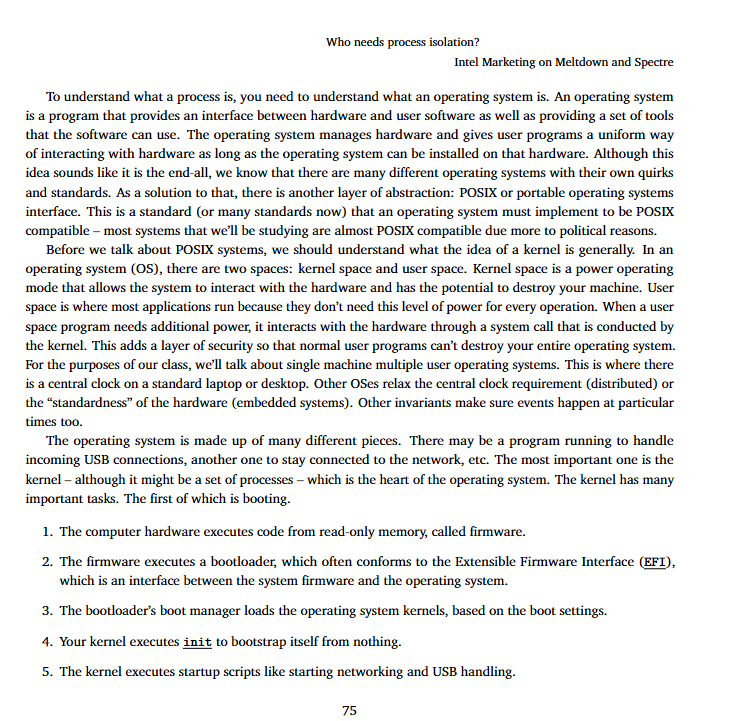 Who needs process isolation?
Intel Marketing on Meltdown and Spectre
To understand what a process is, you need to understand what an operating system is. An operating system
is a program that provides an interface between hardware and user software as well as providing a set of tools
that the software can use. The operating system manages hardware and gives user programs a uniform way
of interacting with hardware as long as the operating system can be installed on that hardware. Although this
idea sounds like it is the end-all, we know that there are many different operating systems with their own quirks
and standards. As a solution to that, there is another layer of abstraction: POSIX or portable operating systems
interface. This is a standard (or many standards now) that an operating system must implement to be POSIX
compatible – most systems that we'll be studying are almost POSIX compatible due more to political reasons.
Before we talk about POSIX systems, we should understand what the idea of a kernel is generally. In an
operating system (OS), there are two spaces: kernel space and user space. Kernel space is a power operating
mode that allows the system to interact with the hardware and has the potential to destroy your machine. User
space is where most applications run because they don't need this level of power for every operation. When a user
space program needs additional power, it interacts with the hardware through a system call that is conducted by
the kernel. This adds a layer of security so that normal user programs can't destroy your entire operating system.
For the purposes of our class, we'll talk about single machine multiple user operating systems. This is where there
is a central clock on a standard laptop or desktop. Other OSes relax the central clock requirement (distributed) or
the “standardness” of the hardware (embedded systems). Other invariants make sure events happen at particular
times too.
The operating system is made up of many different pieces. There may be a program running to handle
incoming USB connections, another one to stay connected to the network, etc. The most important one is the
kernel – although it might be a set of processes – which is the heart of the operating system. The kernel has many
important tasks. The first of which is booting.
1. The computer hardware executes code from read-only memory, called firmware.
2. The firmware executes a bootloader, which often conforms to the Extensible Firmware Interface (EFI),
which is an interface between the system firmware and the operating system.
3. The bootloader's boot manager loads the operating system kernels, based on the boot settings.
4. Your kernel executes init to bootstrap itself from nothing.
5. The kernel executes startup scripts like starting networking and USB handling.
75